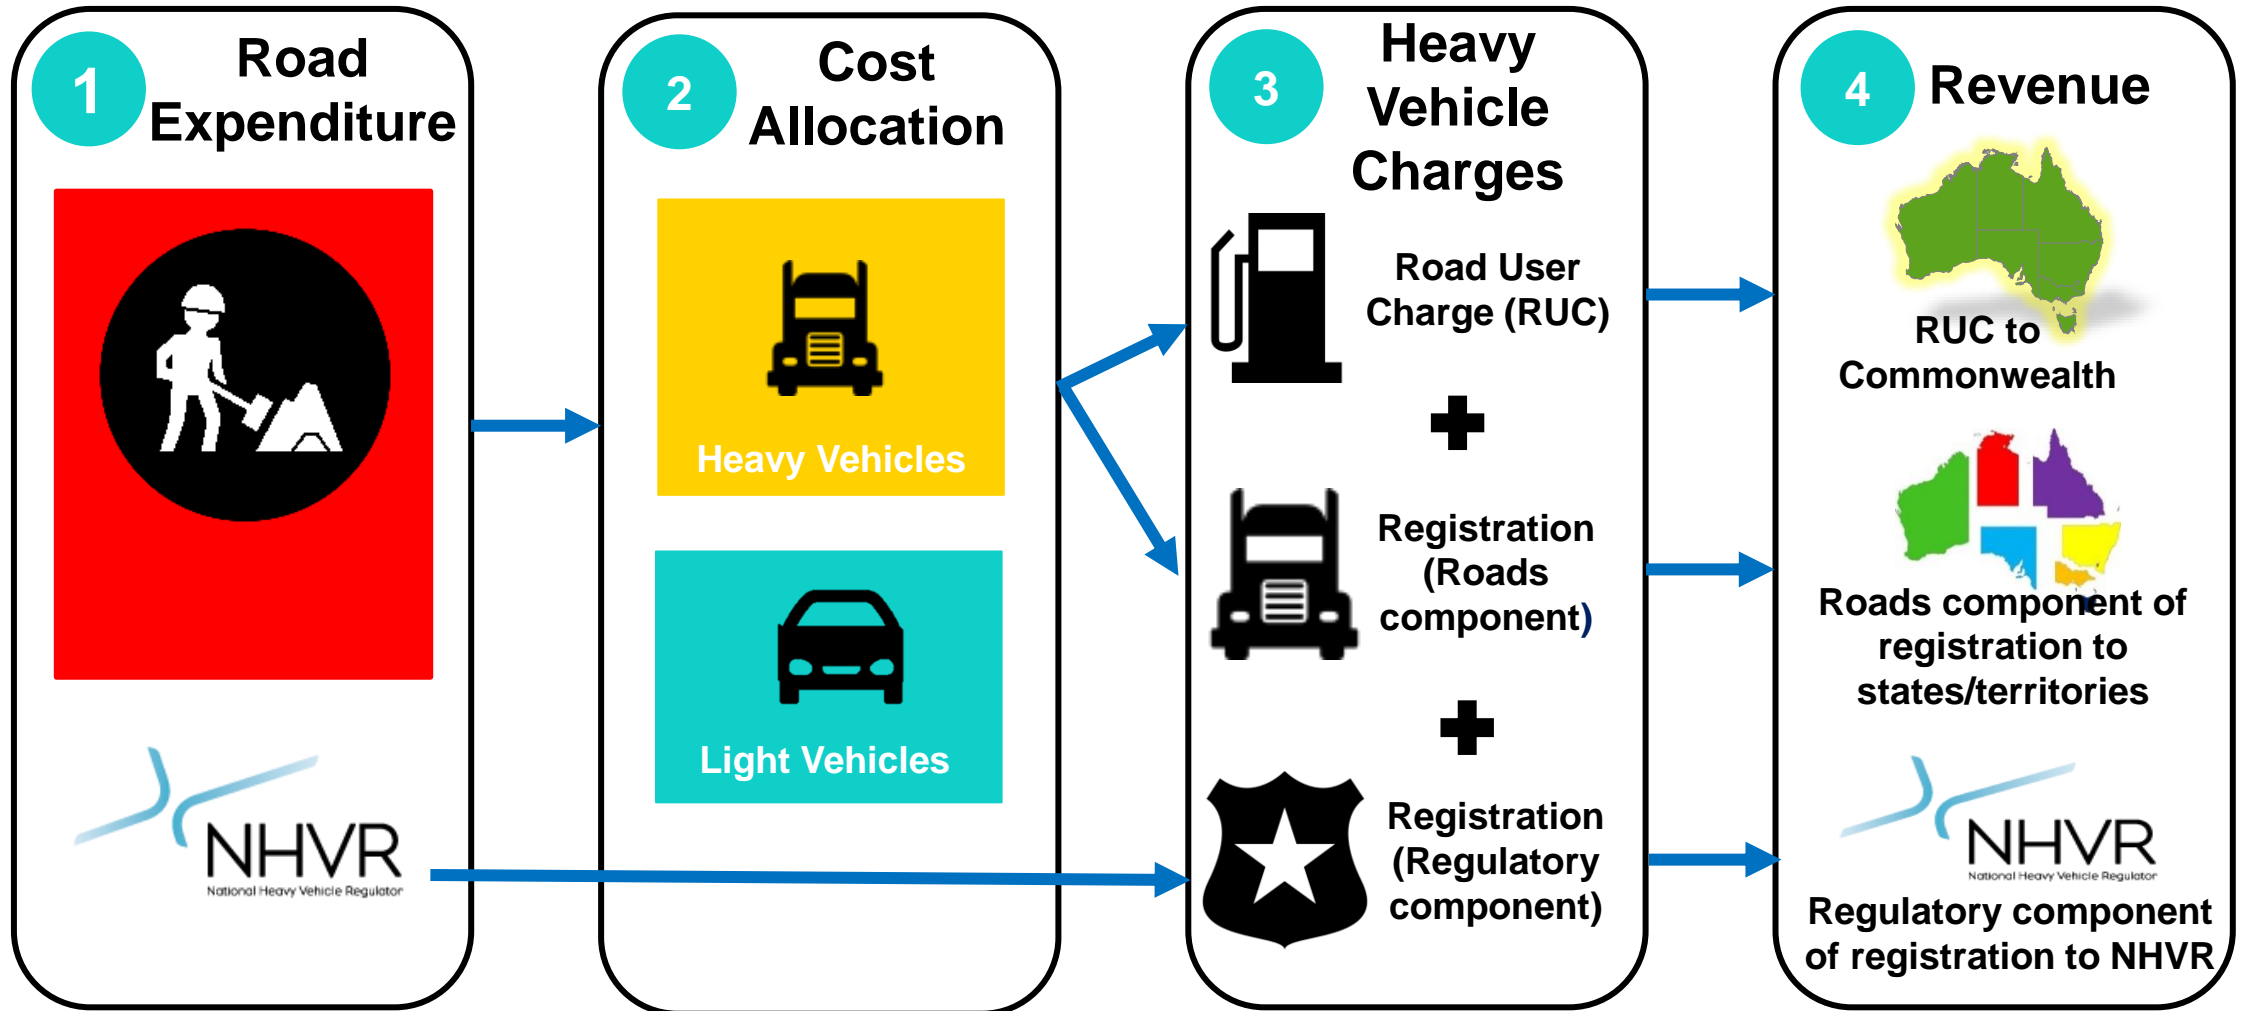 1
Road
Expenditure
NHVR
National Heavy Vehicle Regulator
2
Cost
Allocation
Heavy Vehicles
Light Vehicles
3
Heavy
Vehicle
Charges
Road User
Charge (RUC)
Registration
(Roads
component)
Registration
(Regulatory
component)
4
Revenue
RUC to
Commonwealth
Roads component of
registration to
states/territories
NHVR
National Heavy Vehicle Regulator
Regulatory component
of registration to NHVR